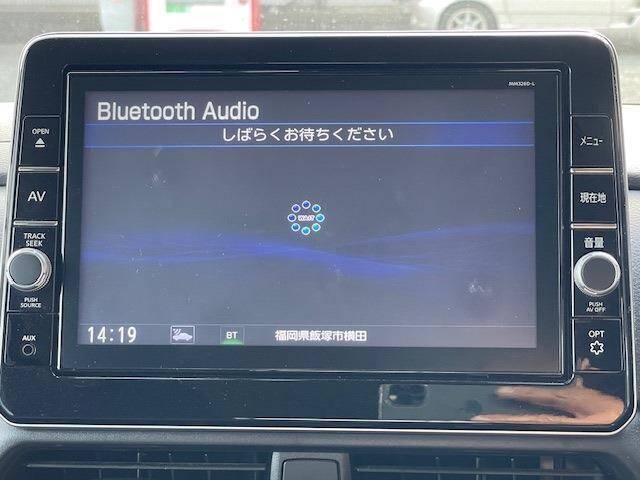 MM326D-L
Bluetooth Audio
しばらくお待ちください
WAIT
14:19
BT
福岡県飯塚市横田
OPEN
AV
TRACK
SEEK
PUSH
SOURCE
AUX
メニュー
現在地
音量
PUSH
AV OFF
OPT